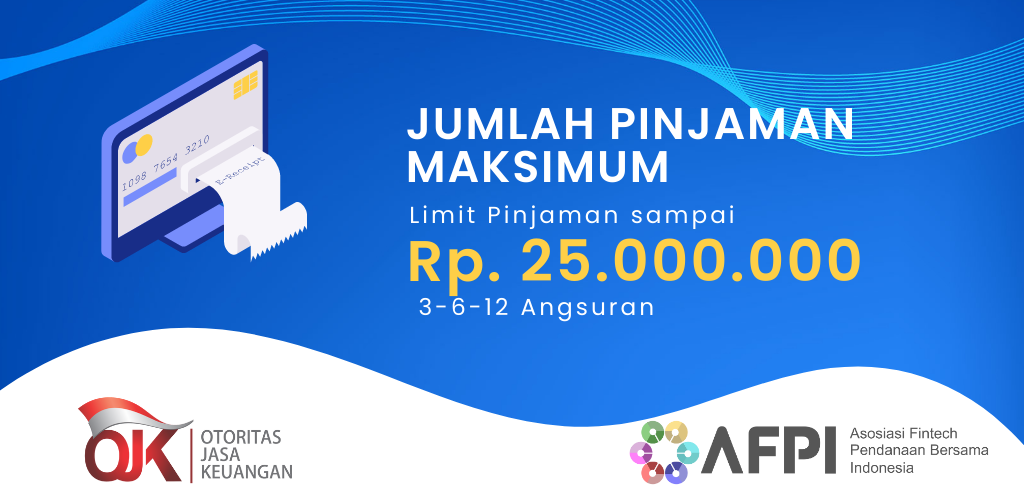 1098 7654 3210
E-Receipt
JUMLAH PINJAMAN
MAKSIMUM
Limit Pinjaman sampai
Rp. 25.000.000
3-6-12 Angsuran
OJK
OTORITAS
JASA
KEUANGAN
AFPI
Asosiasi Fintech
Pendanaan Bersama
Indonesia